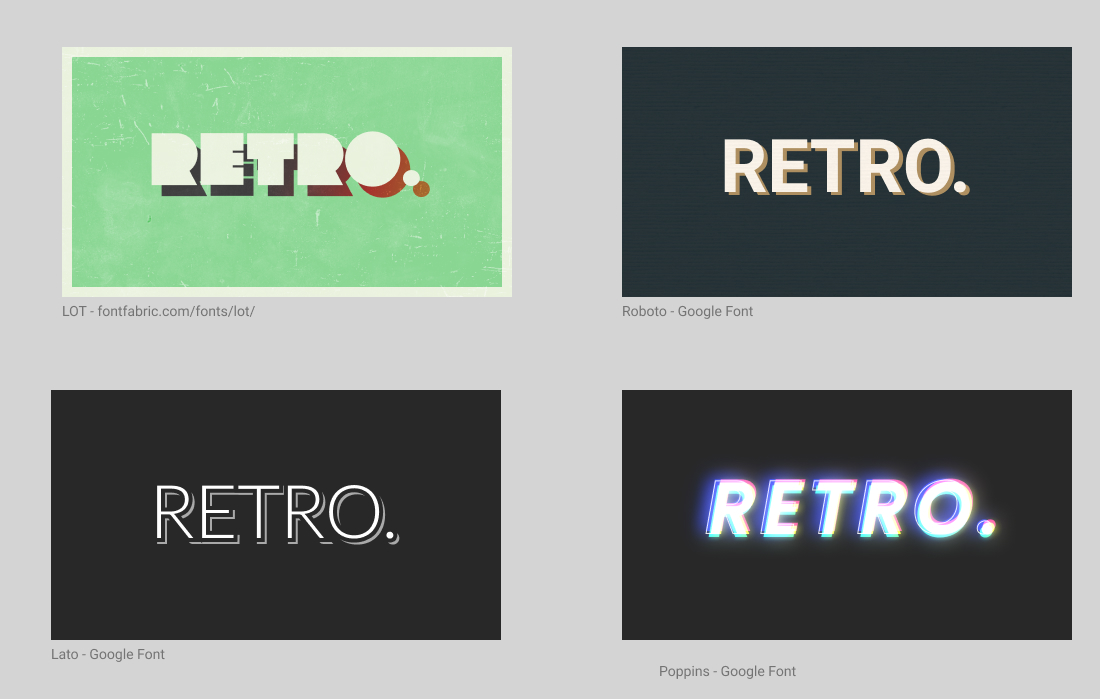 RETRO.
LOT - fontfabric.com/fonts/lot/
RETRO.
Roboto - Google Font
RETRO.
Lato - Google Font
RETRO.
Poppins - Google Font